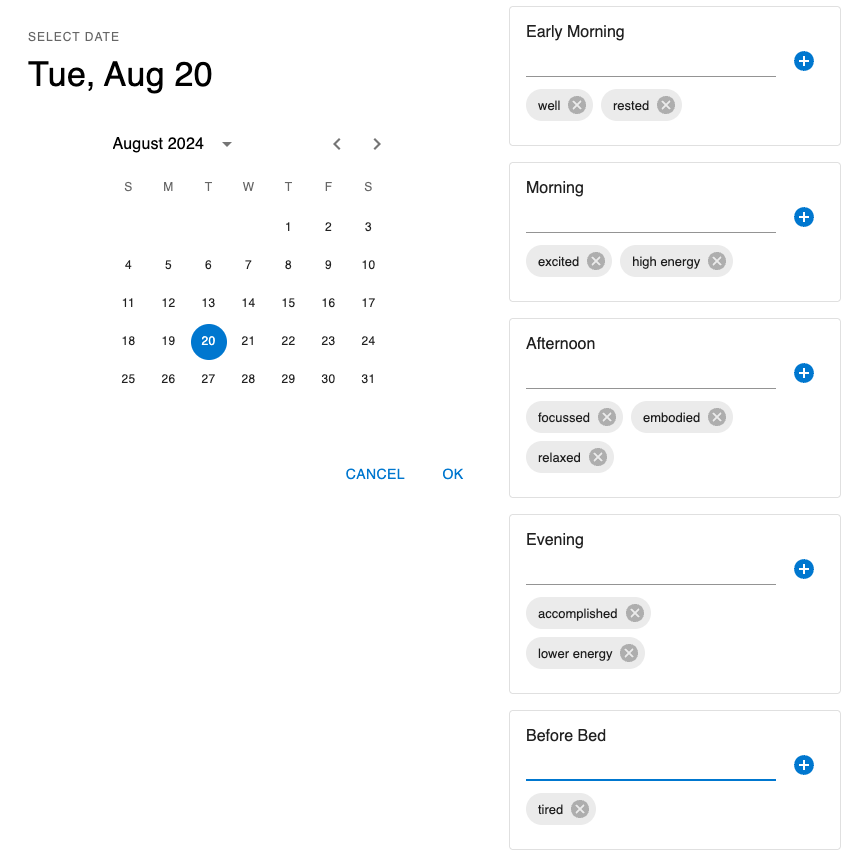 SELECT DATE
Tue, Aug 20
August 2024
S M T W T F S
1 2 3
4 5 6 7 8 9 10
11 12 13 14 15 16 17
18 19 20 21 22 23 24
25 26 27 28 29 30 31
CANCEL OK
Early Morning
well rested
Morning
excited high energy
Afternoon
focussed embodied
relaxed
Evening
accomplished
lower energy
Before Bed
tired